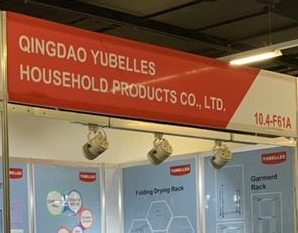 QINGDAO YUBELLES
HOUSEHOLD PRODUCTS CO., LTD.
10.4-F61A
YUBELLES
YUBELLES
YUBELLES
Folding Drying Rack
Garment
Rack